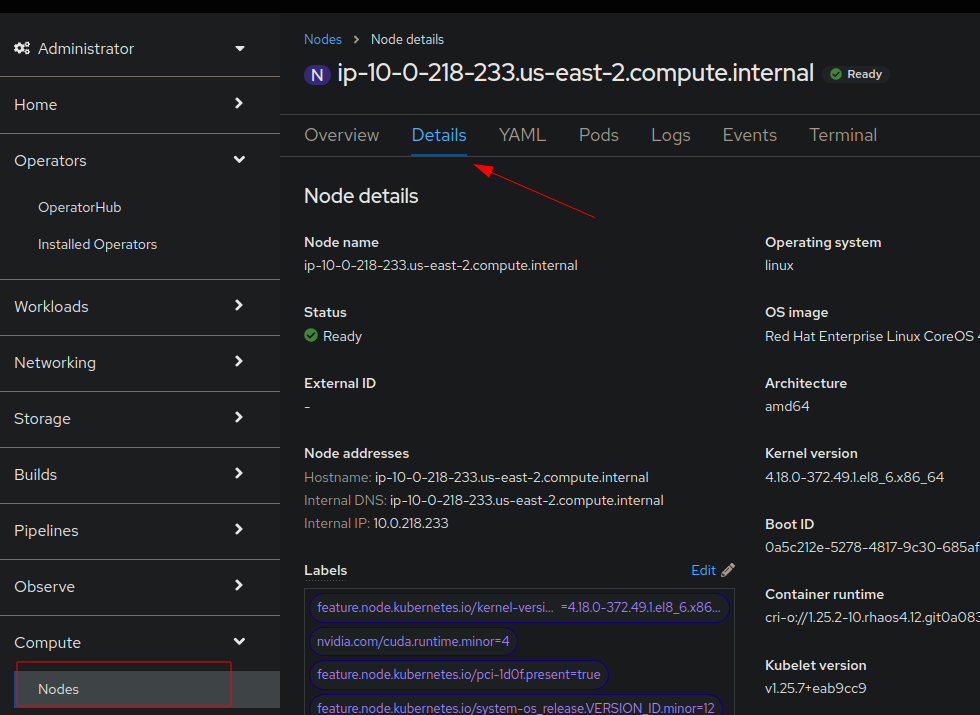 Administrator
Home
Operators
OperatorHub
Installed Operators
Workloads
Networking
Storage
Builds
Pipelines
Observe
Compute
Nodes
Nodes > Node details
N ip-10-0-218-233.us-east-2.compute.internal Ready
Overview Details YAML Pods Logs Events Terminal
Node details
Node name
ip-10-0-218-233.us-east-2.compute.internal
Status
Ready
External ID
-
Node addresses
Hostname: ip-10-0-218-233.us-east-2.compute.internal
Internal DNS: ip-10-0-218-233.us-east-2.compute.internal
Internal IP: 10.0.218.233
Labels Edit
feature.node.kubernetes.io/kernel-versi... =4.18.0-372.49.1.el8_6.x86...
nvidia.com/cuda.runtime.minor=4
feature.node.kubernetes.io/pci-1d0f.present=true
feature.node.kubernetes.io/system-os_release.VERSION_ID.minor=12
Operating system
linux
OS image
Red Hat Enterprise Linux CoreOS
Architecture
amd64
Kernel version
4.18.0-372.49.1.el8_6.x86_64
Boot ID
0a5c212e-5278-4817-9c30-685af
Container runtime
cri-o://1.25.2-10.rhaos4.12.git0a083
Kubelet version
v1.25.7+eab9cc9